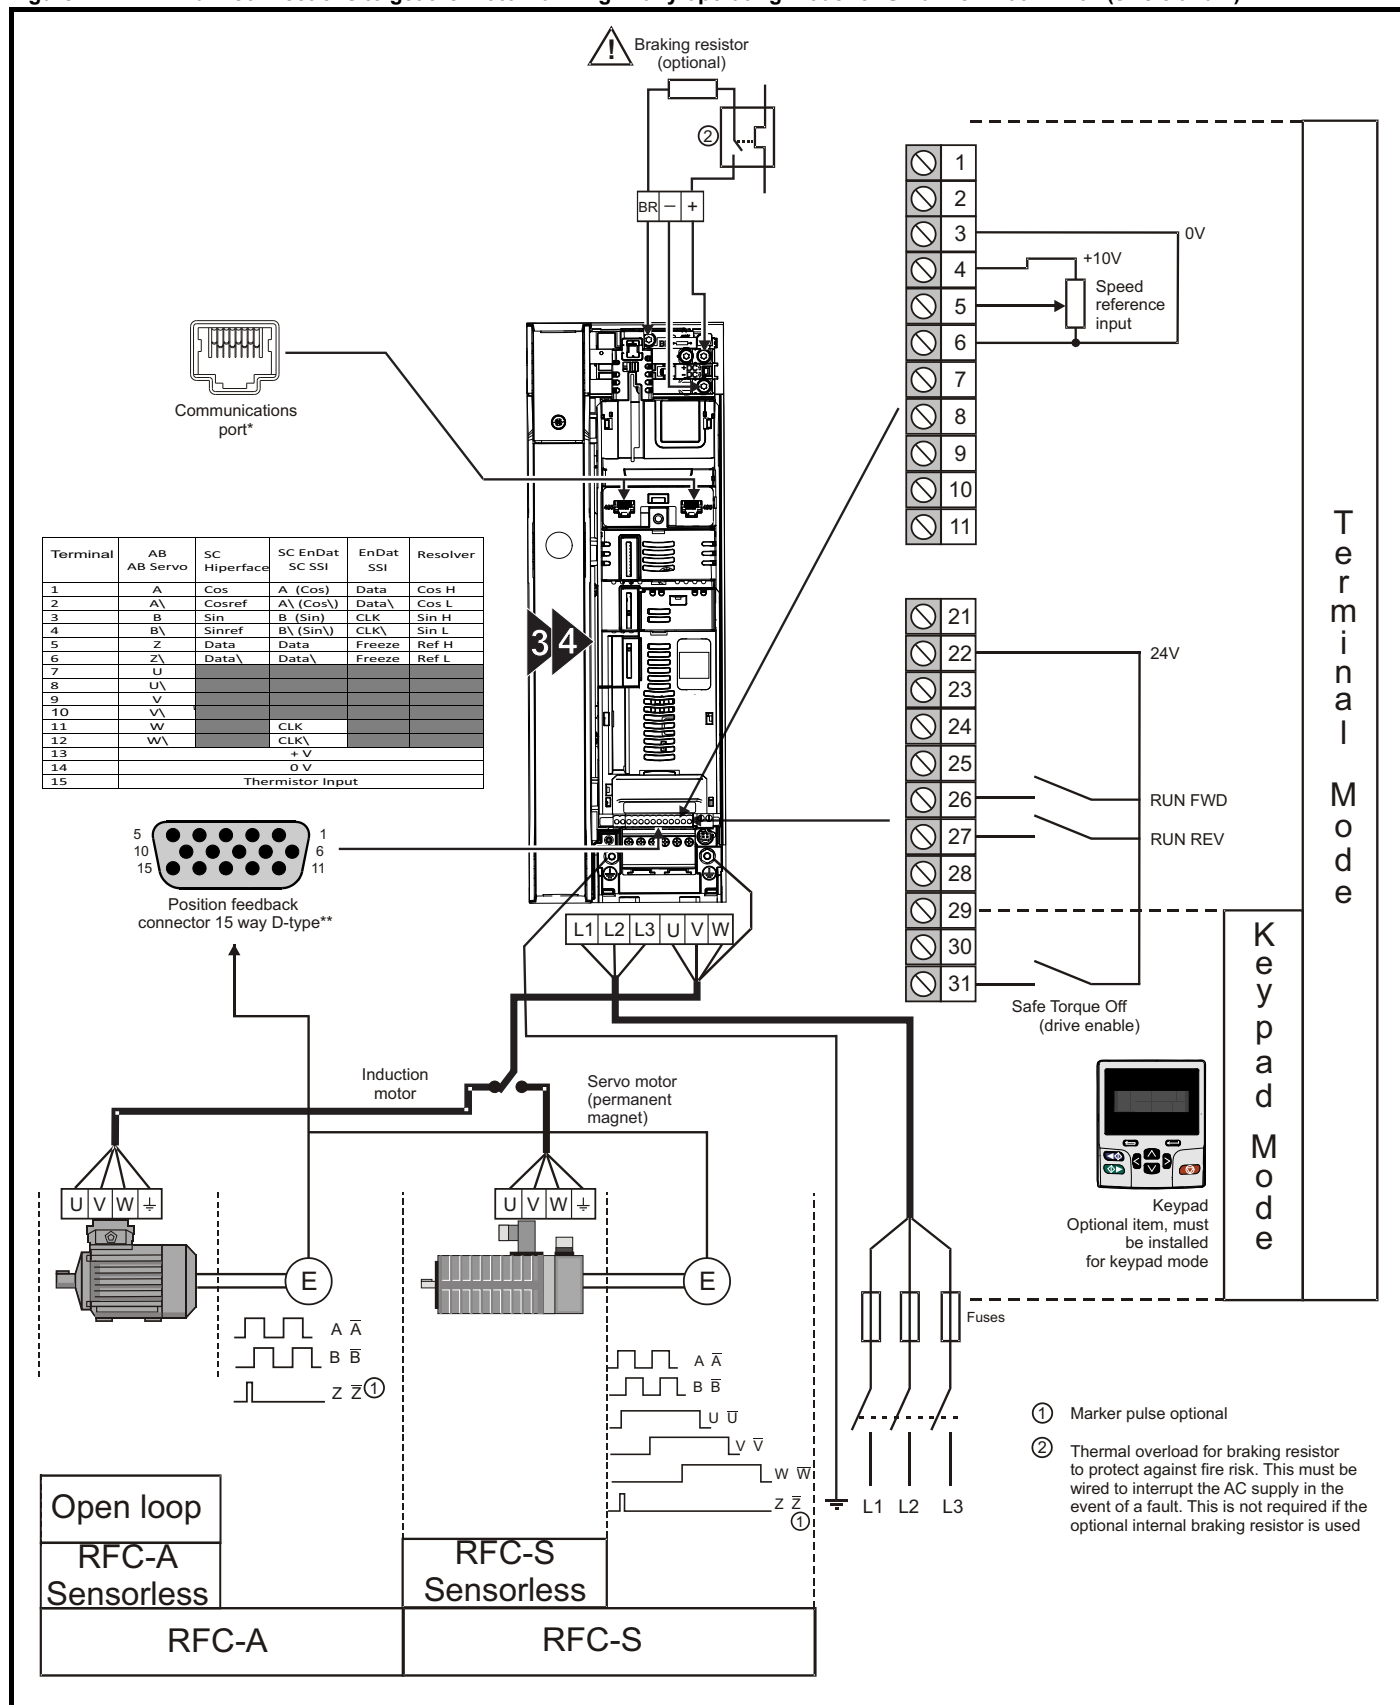 Braking resistor
(optional)
2
BR − +
1
2
3
4
5
6
7
8
9
10
11
0V
+10V
Speed
reference
input
Communications
port*
Terminal AB AB Servo SC Hiperface SC EnDat SC SSI EnDat SSI Resolver
1 A Cos A (Cos) Data Cos H
2 A\ Cosref A\ (Cos\) Data\ Cos L
3 B Sin B (Sin) CLK Sin H
4 B\ Sinref B\ (Sin\) CLK\ Sin L
5 Z Data Data Freeze Ref H
6 Z\ Data\ Data\ Freeze Ref L
7 U
8 U\
9 V
10 V\
11 W CLK
12 W\ CLK\
13 + V
14 0 V
15 Thermistor Input
3 4
5 1
10 6
15 11
Position feedback
connector 15 way D-type**
L1 L2 L3 U V W
21
22
23
24
25
26
27
28
29
30
31
24V
RUN FWD
RUN REV
Safe Torque Off
(drive enable)
Terminal Mode
Keypad Mode
Keypad
Optional item, must
be installed
for keypad mode
Induction
motor
Servo motor
(permanent
magnet)
U V W
E
A A̅
B B̅
Z Z̅ 1
U V W
E
A A̅
B B̅
U U̅
V V̅
W W̅
Z Z̅
1
Fuses
L1 L2 L3
1 Marker pulse optional
2 Thermal overload for braking resistor
to protect against fire risk. This must be
wired to interrupt the AC supply in the
event of a fault. This is not required if the
optional internal braking resistor is used
Open loop
RFC-A
Sensorless
RFC-A
RFC-S
Sensorless
RFC-S